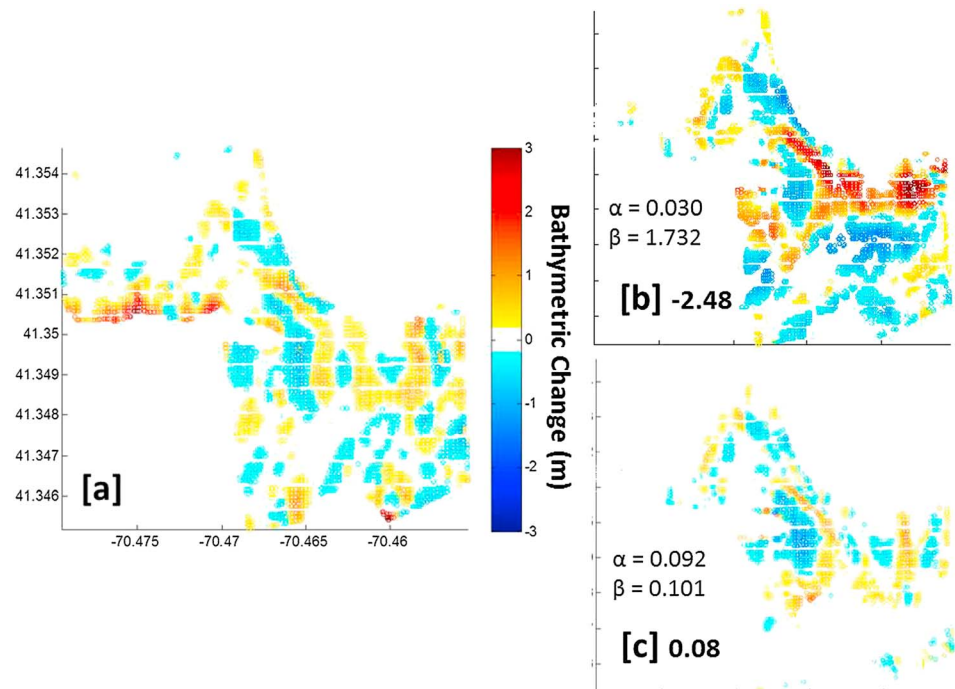 41.354
41.353
41.352
41.351
41.35
41.349
41.348
41.347
41.346
-70.475
-70.47
-70.465
-70.46
[a]
3
2
1
0
-1
-2
-3
Bathymetric Change (m)
α = 0.030
β = 1.732
[b] -2.48
α = 0.092
β = 0.101
[c] 0.08